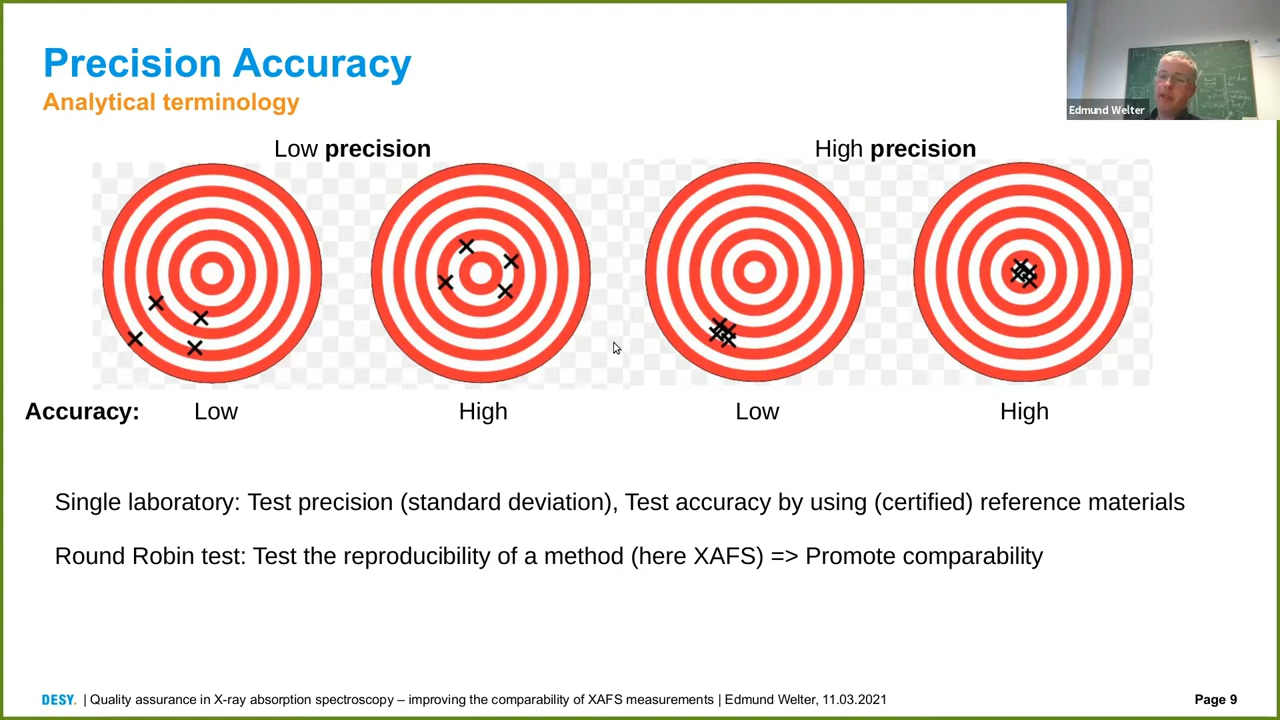 Precision Accuracy
Analytical terminology
Edmund Welter
Low precision
High precision
Accuracy:
Low
High
Low
High
Single laboratory: Test precision (standard deviation), Test accuracy by using (certified) reference materials
Round Robin test: Test the reproducibility of a method (here XAFS) => Promote comparability
DESY. | Quality assurance in X-ray absorption spectroscopy – improving the comparability of XAFS measurements | Edmund Welter, 11.03.2021
Page 9